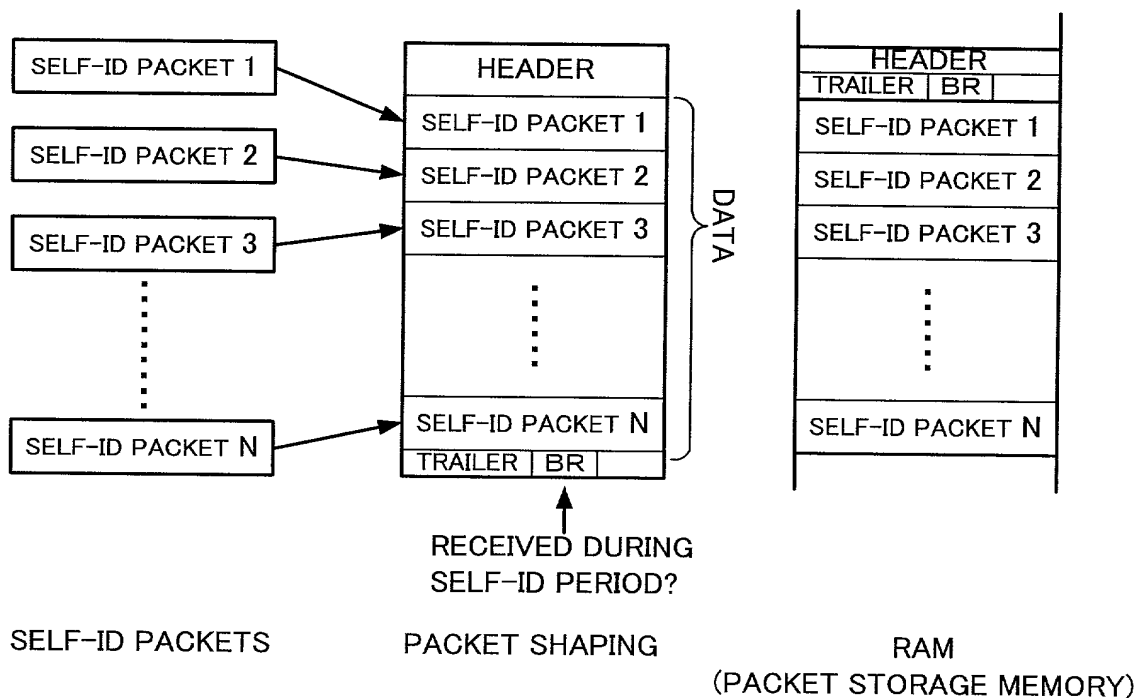 SELF-ID PACKET 1
SELF-ID PACKET 2
SELF-ID PACKET 3
SELF-ID PACKET N
SELF-ID PACKETS
HEADER
SELF-ID PACKET 1
SELF-ID PACKET 2
SELF-ID PACKET 3
SELF-ID PACKET N
TRAILER BR
DATA
RECEIVED DURING
SELF-ID PERIOD?
PACKET SHAPING
HEADER
TRAILER BR
SELF-ID PACKET 1
SELF-ID PACKET 2
SELF-ID PACKET 3
SELF-ID PACKET N
RAM
(PACKET STORAGE MEMORY)